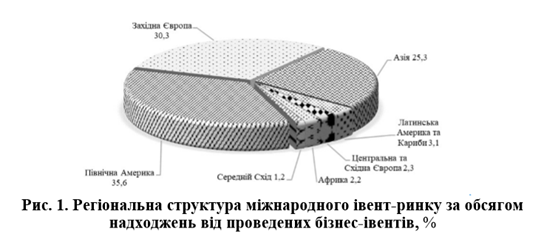 Західна Європа
30,3
Азія 25,3
Латинська
Америка та
Кариби 3,1
Центральна та
Східна Європа 2,3
Африка 2,2
Середній Схід 1,2
Північна Америка
35,6
Рис. 1. Регіональна структура міжнародного івент-ринку за обсягом
надходжень від проведених бізнес-івентів, %